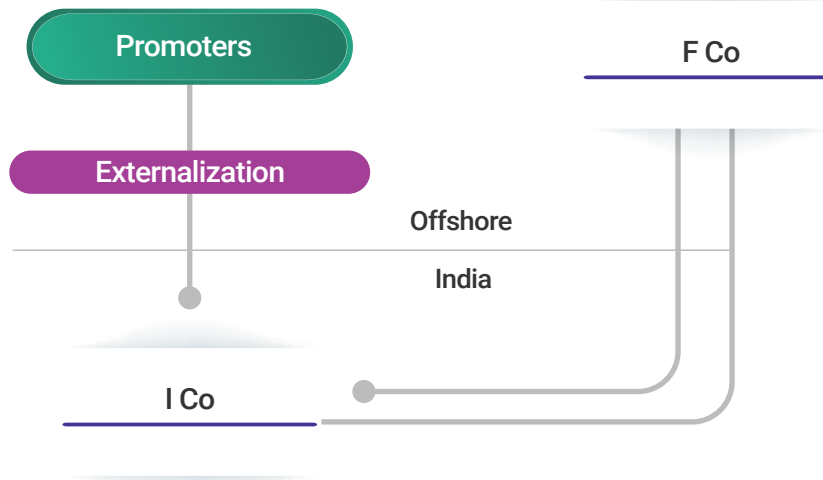 Promoters
F Co
Externalization
Offshore
India
I Co